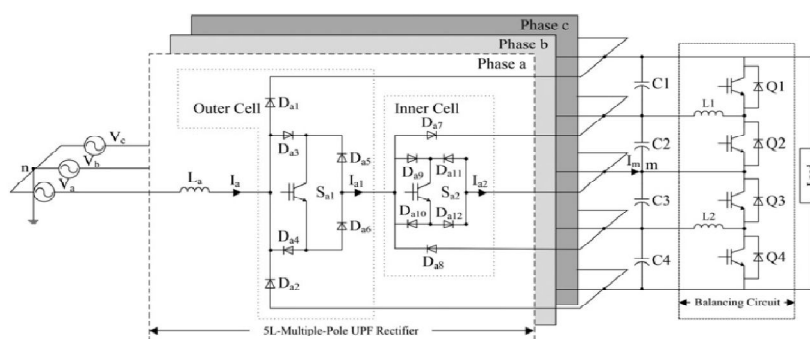 Phase c
Phase b
Phase a
Outer Cell
Inner Cell
Da1
Da3
Da5
Da4
Da6
Da2
Sa1
Da7
Da9
Da11
Sa2
Da10
Da12
Da8
n
Vc
Vb
Va
La
Ia
Ia1
Ia2
C1
C2
C3
C4
Im
m
L1
L2
Q1
Q2
Q3
Q4
Balancing Circuit
5L-Multiple-Pole UPF Rectifier